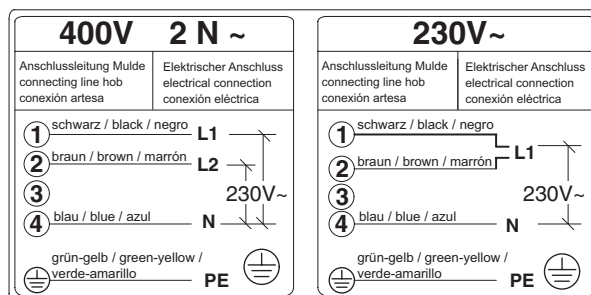 400V 2 N ~
Anschlussleitung Mulde
connecting line hob
conexión artesa
Elektrischer Anschluss
electrical connection
conexión eléctrica
1 schwarz / black / negro L1
2 braun / brown / marrón L2
3
230V~
4 blau / blue / azul N
grün-gelb / green-yellow /
verde-amarillo PE
230V~
Anschlussleitung Mulde
connecting line hob
conexión artesa
Elektrischer Anschluss
electrical connection
conexión eléctrica
1 schwarz / black / negro
L1
2 braun / brown / marrón
3
230V~
4 blau / blue / azul N
grün-gelb / green-yellow /
verde-amarillo PE